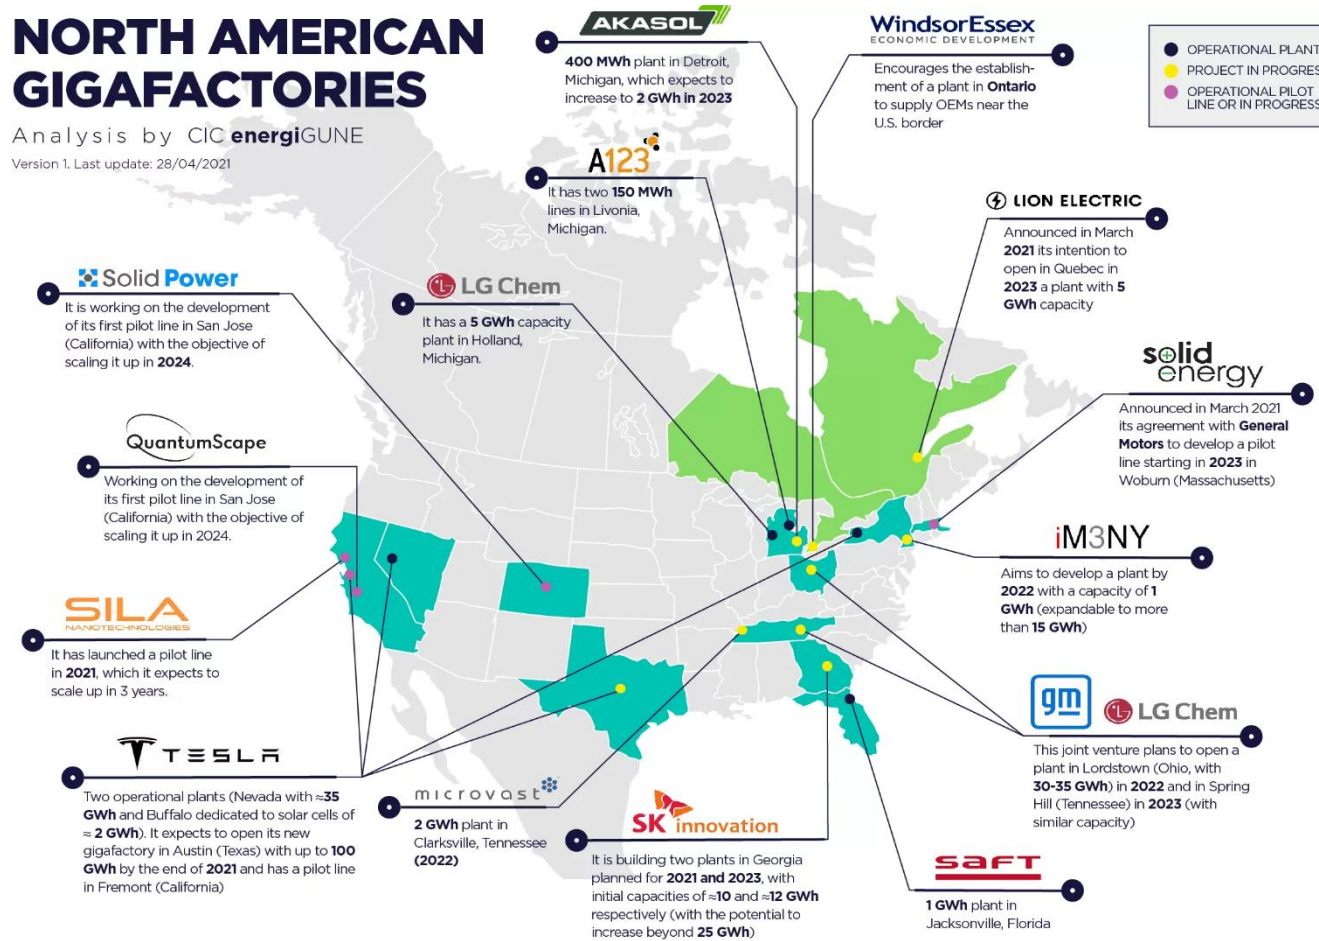 NORTH AMERICAN
GIGAFACTORIES
Analysis by CIC energiGUNE
Version 1. Last update: 28/04/2021
AKASOL
400 MWh plant in Detroit,
Michigan, which expects to
increase to 2 GWh in 2023
WindsorEssex
ECONOMIC DEVELOPMENT
Encourages the establish-
ment of a plant in Ontario
to supply OEMs near the
U.S. border
OPERATIONAL PLANT
PROJECT IN PROGRES
OPERATIONAL PILOT
LINE OR IN PROGRESS
A123
It has two 150 MWh
lines in Livonia,
Michigan.
LION ELECTRIC
Announced in March
2021 its intention to
open in Quebec in
2023 a plant with 5
GWh capacity
Solid Power
It is working on the development
of its first pilot line in San Jose
(California) with the objective of
scaling it up in 2024.
LG Chem
It has a 5 GWh capacity
plant in Holland,
Michigan.
solid
energy
Announced in March 2021
its agreement with General
Motors to develop a pilot
line starting in 2023 in
Woburn (Massachusetts)
QuantumScape
Working on the development of
its first pilot line in San Jose
(California) with the objective of
scaling it up in 2024.
iM3NY
Aims to develop a plant by
2022 with a capacity of 1
GWh (expandable to more
than 15 GWh)
SILA
NANOTECHNOLOGIES
It has launched a pilot line
in 2021, which it expects to
scale up in 3 years.
gm LG Chem
This joint venture plans to open a
plant in Lordstown (Ohio, with
30-35 GWh) in 2022 and in Spring
Hill (Tennessee) in 2023 (with
similar capacity)
TESLA
Two operational plants (Nevada with ≈35
GWh and Buffalo dedicated to solar cells of
≈ 2 GWh). It expects to open its new
gigafactory in Austin (Texas) with up to 100
GWh by the end of 2021 and has a pilot line
in Fremont (California)
microvast
2 GWh plant in
Clarksville, Tennessee
(2022)
SK innovation
It is building two plants in Georgia
planned for 2021 and 2023, with
initial capacities of ≈10 and ≈12 GWh
respectively (with the potential to
increase beyond 25 GWh)
SAFT
1 GWh plant in
Jacksonville, Florida